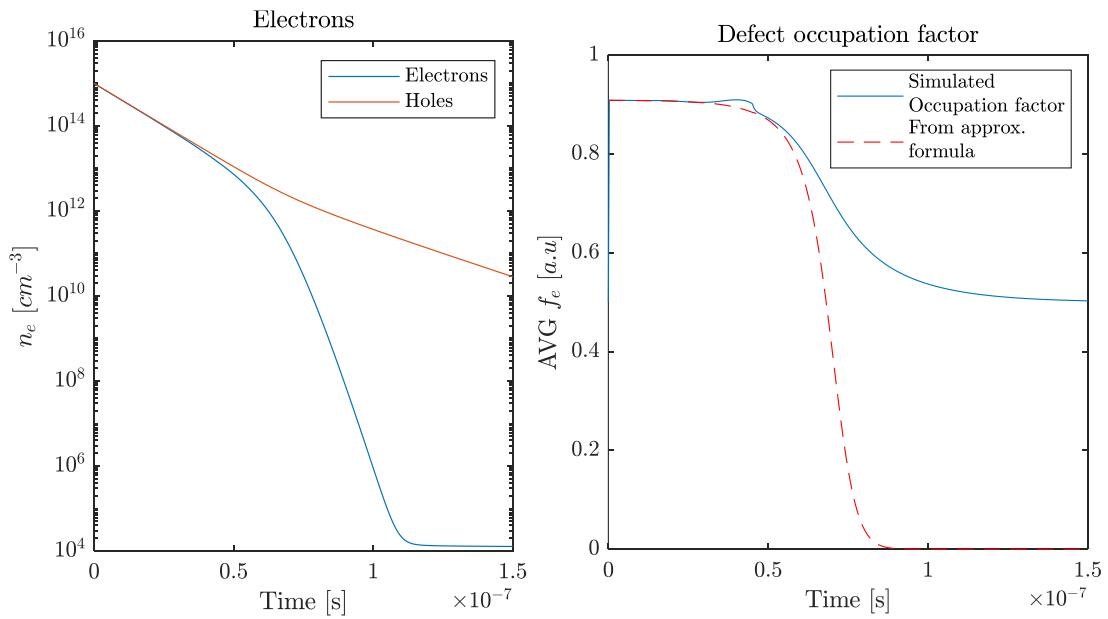 Electrons
10^16
10^14
10^12
10^10
10^8
10^6
10^4
n_e [cm^−3]
Electrons
Holes
0
0.5
1
1.5
Time [s]
×10^−7
Defect occupation factor
1
0.8
0.6
0.4
0.2
0
AVG f_e [a.u]
Simulated
Occupation factor
From approx.
formula
0
0.5
1
1.5
Time [s]
×10^−7